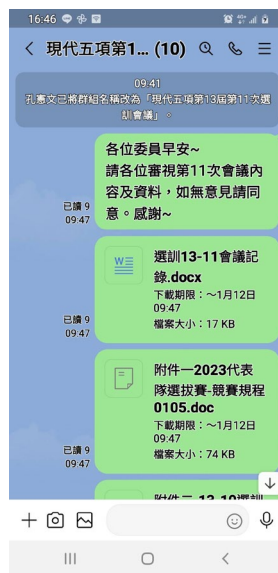 16:46
現代五項第1... (10)
09:41
孔憲文已將群組名稱改為「現代五項第13屆第11次選
訓會議」。
各位委員早安~
請各位審視第11次會議內
容及資料，如無意見請同
意。感謝~
已讀 9
09:47
選訓13-11會議記
錄.docx
下載期限：～1月12日
09:47
檔案大小：17 KB
已讀 9
09:47
附件一2023代表
隊選拔賽-競賽規程
0105.doc
下載期限：～1月12日
09:47
檔案大小：74 KB
已讀 9
09:47